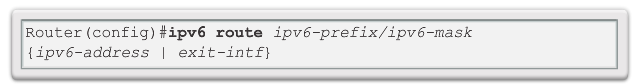 Router(config)#ipv6 route ipv6-prefix/ipv6-mask
{ipv6-address | exit-intf}